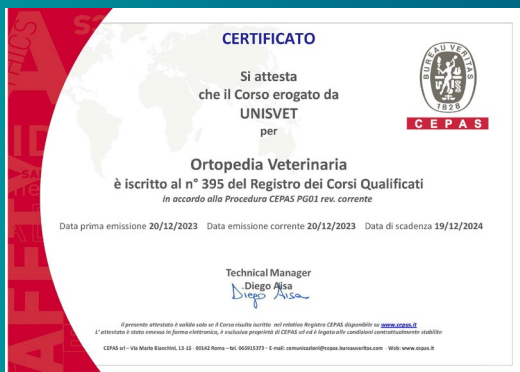 CERTIFICATO
Si attesta
che il Corso erogato da
UNISVET
per
Ortopedia Veterinaria
è iscritto al n° 395 del Registro dei Corsi Qualificati
in accordo alla Procedura CEPAS PG01 rev. corrente
Data prima emissione 20/12/2023 Data emissione corrente 20/12/2023 Data di scadenza 19/12/2024
Technical Manager
Diego Aisa
Diego Aisa
Il presente attestato è valido solo se il Corso risulta iscritto nel relativo Registro CEPAS disponibile su www.cepas.it
L'attestato è stato emesso in forma elettronica, è esclusiva proprietà di CEPAS srl ed è legato alle condizioni contrattualmente stabilite
CEPAS srl – Via Mario Bianchini, 13-15 - 00142 Roma – tel. 065915373 - E-mail: comunicazioni@cepas.bureauveritas.com - Web: www.cepas.it
BUREAU VERITAS
1828
CEPAS